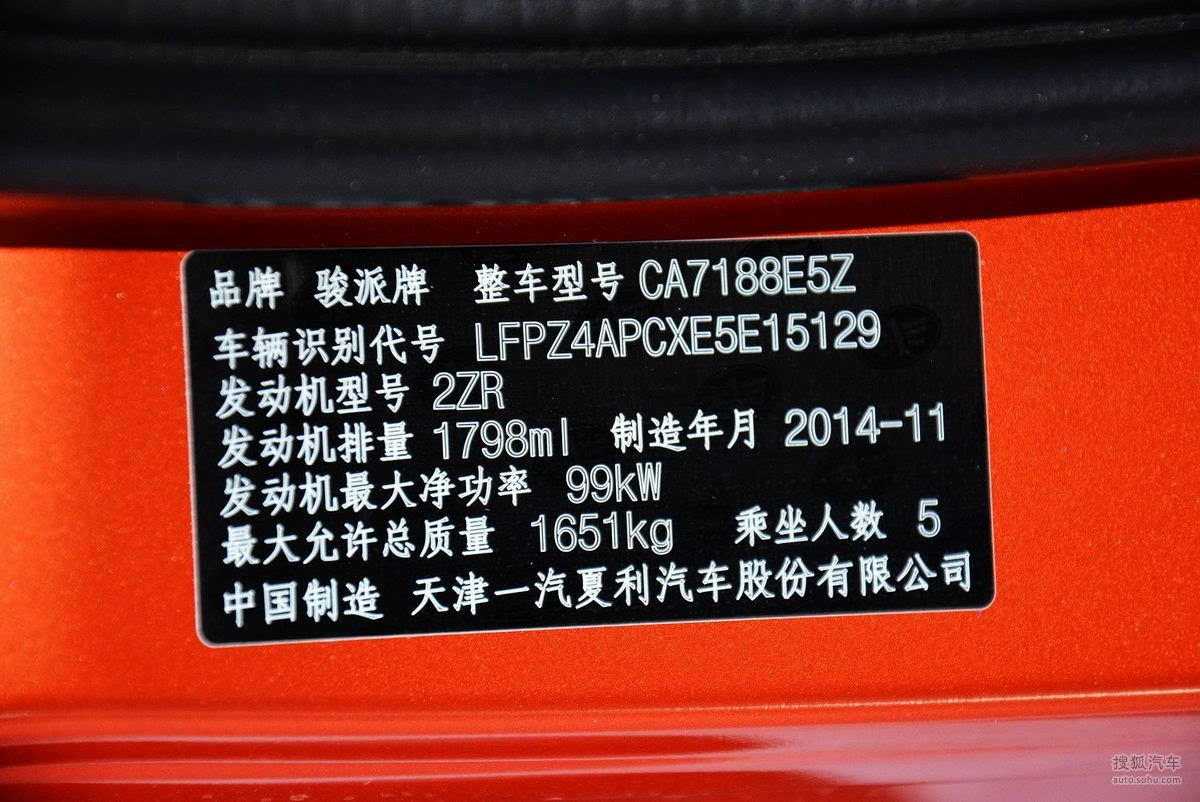 品牌 骏派牌 整车型号 CA7188E5Z
车辆识别代号 LFPZ4APCXE5E15129
发动机型号 2ZR
发动机排量 1798ml 制造年月 2014-11
发动机最大净功率 99kW
最大允许总质量 1651kg 乘坐人数 5
中国制造 天津一汽夏利汽车股份有限公司
搜狐汽车
auto.sohu.com